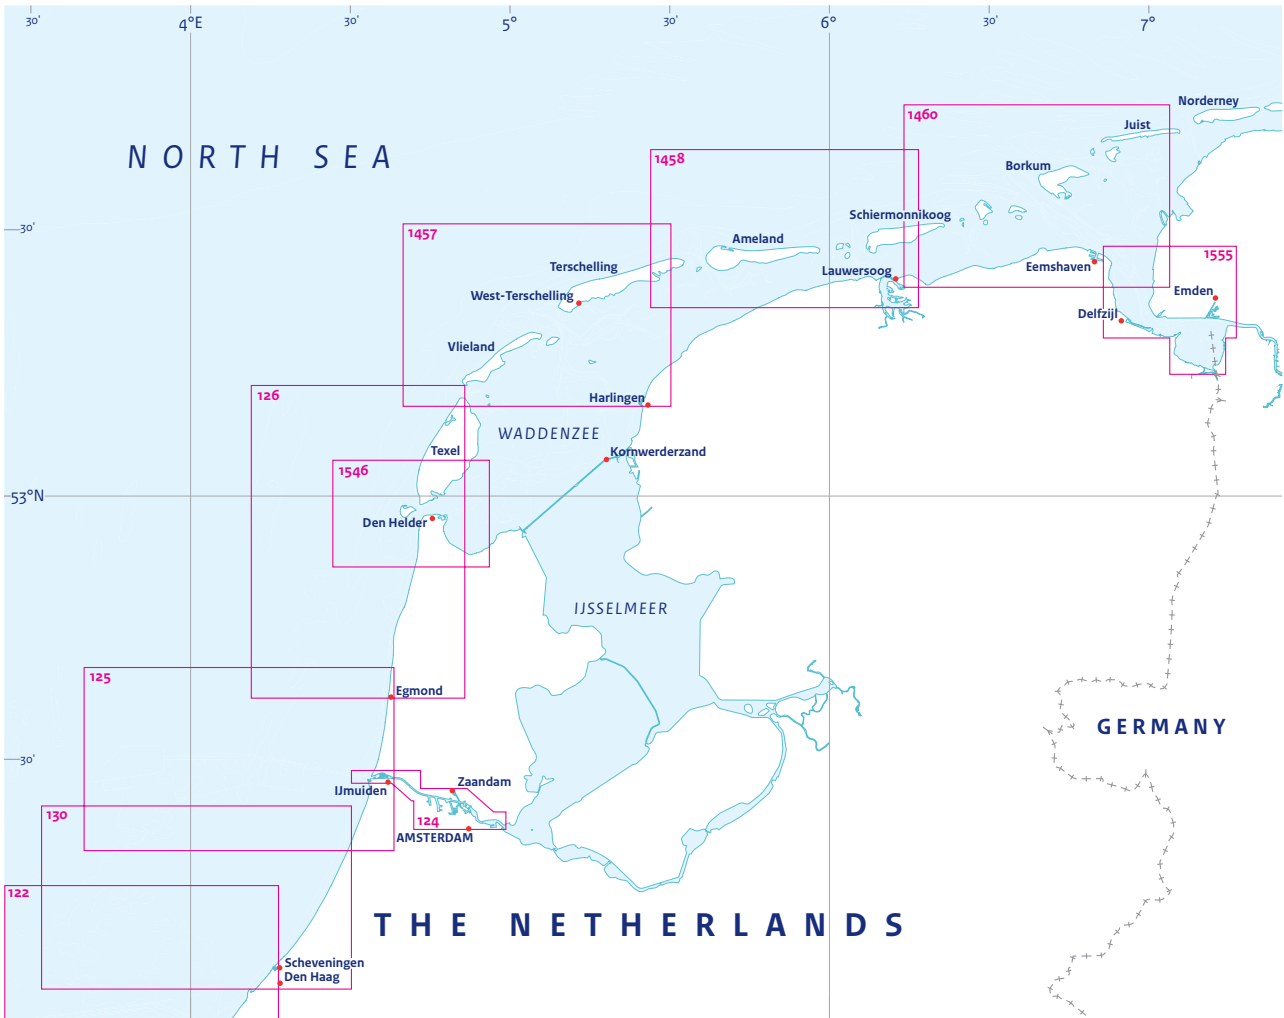 30'
4°E
30'
5°
30'
6°
30'
7°
Norderney
1460
Juist
NORTH SEA
1458
Borkum
Schiermonnikoog
30'
1457
Ameland
1555
Terschelling
Lauwersoog
Eemshaven
West-Terschelling
Emden
Delfzijl
Vlieland
126
Harlingen
WADDENZEE
Texel
Kornwerderzand
1546
53°N
Den Helder
IJSSELMEER
125
Egmond
GERMANY
30'
Zaandam
IJmuiden
130
124
AMSTERDAM
122
THE NETHERLANDS
Scheveningen
Den Haag